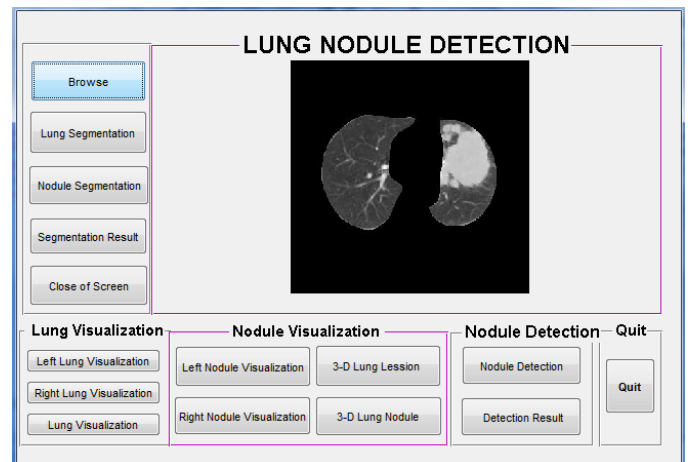 LUNG NODULE DETECTION
Browse
Lung Segmentation
Nodule Segmentation
Segmentation Result
Close of Screen
Lung Visualization
Left Lung Visualization
Right Lung Visualization
Lung Visualization
Nodule Visualization
Left Nodule Visualization
3-D Lung Lession
Right Nodule Visualization
3-D Lung Nodule
Nodule Detection
Nodule Detection
Detection Result
Quit
Quit